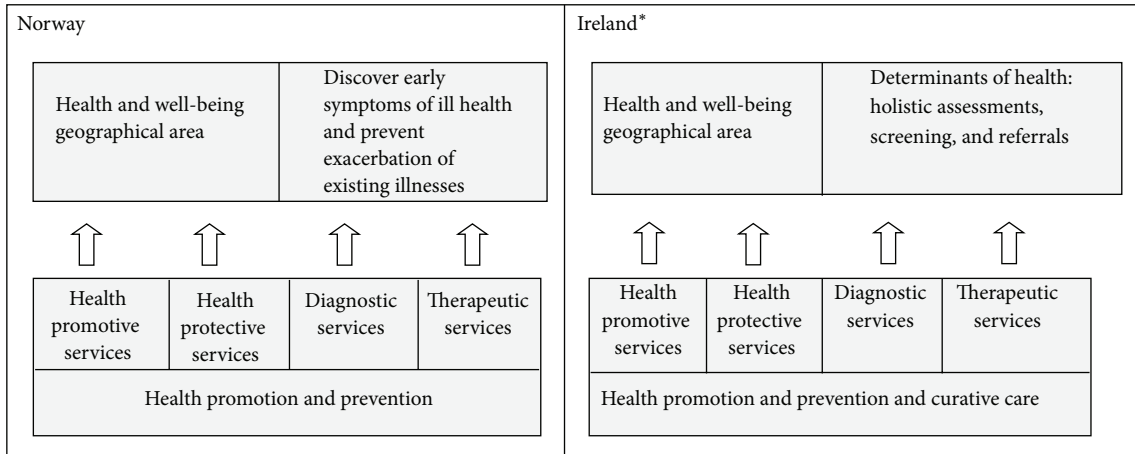 Norway
Health and well-being
geographical area
Discover early
symptoms of ill health
and prevent
exacerbation of
existing illnesses
Health
promotive
services
Health
protective
services
Diagnostic
services
Therapeutic
services
Health promotion and prevention
Ireland*
Health and well-being
geographical area
Determinants of health:
holistic assessments,
screening, and referrals
Health
promotive
services
Health
protective
services
Diagnostic
services
Therapeutic
services
Health promotion and prevention and curative care